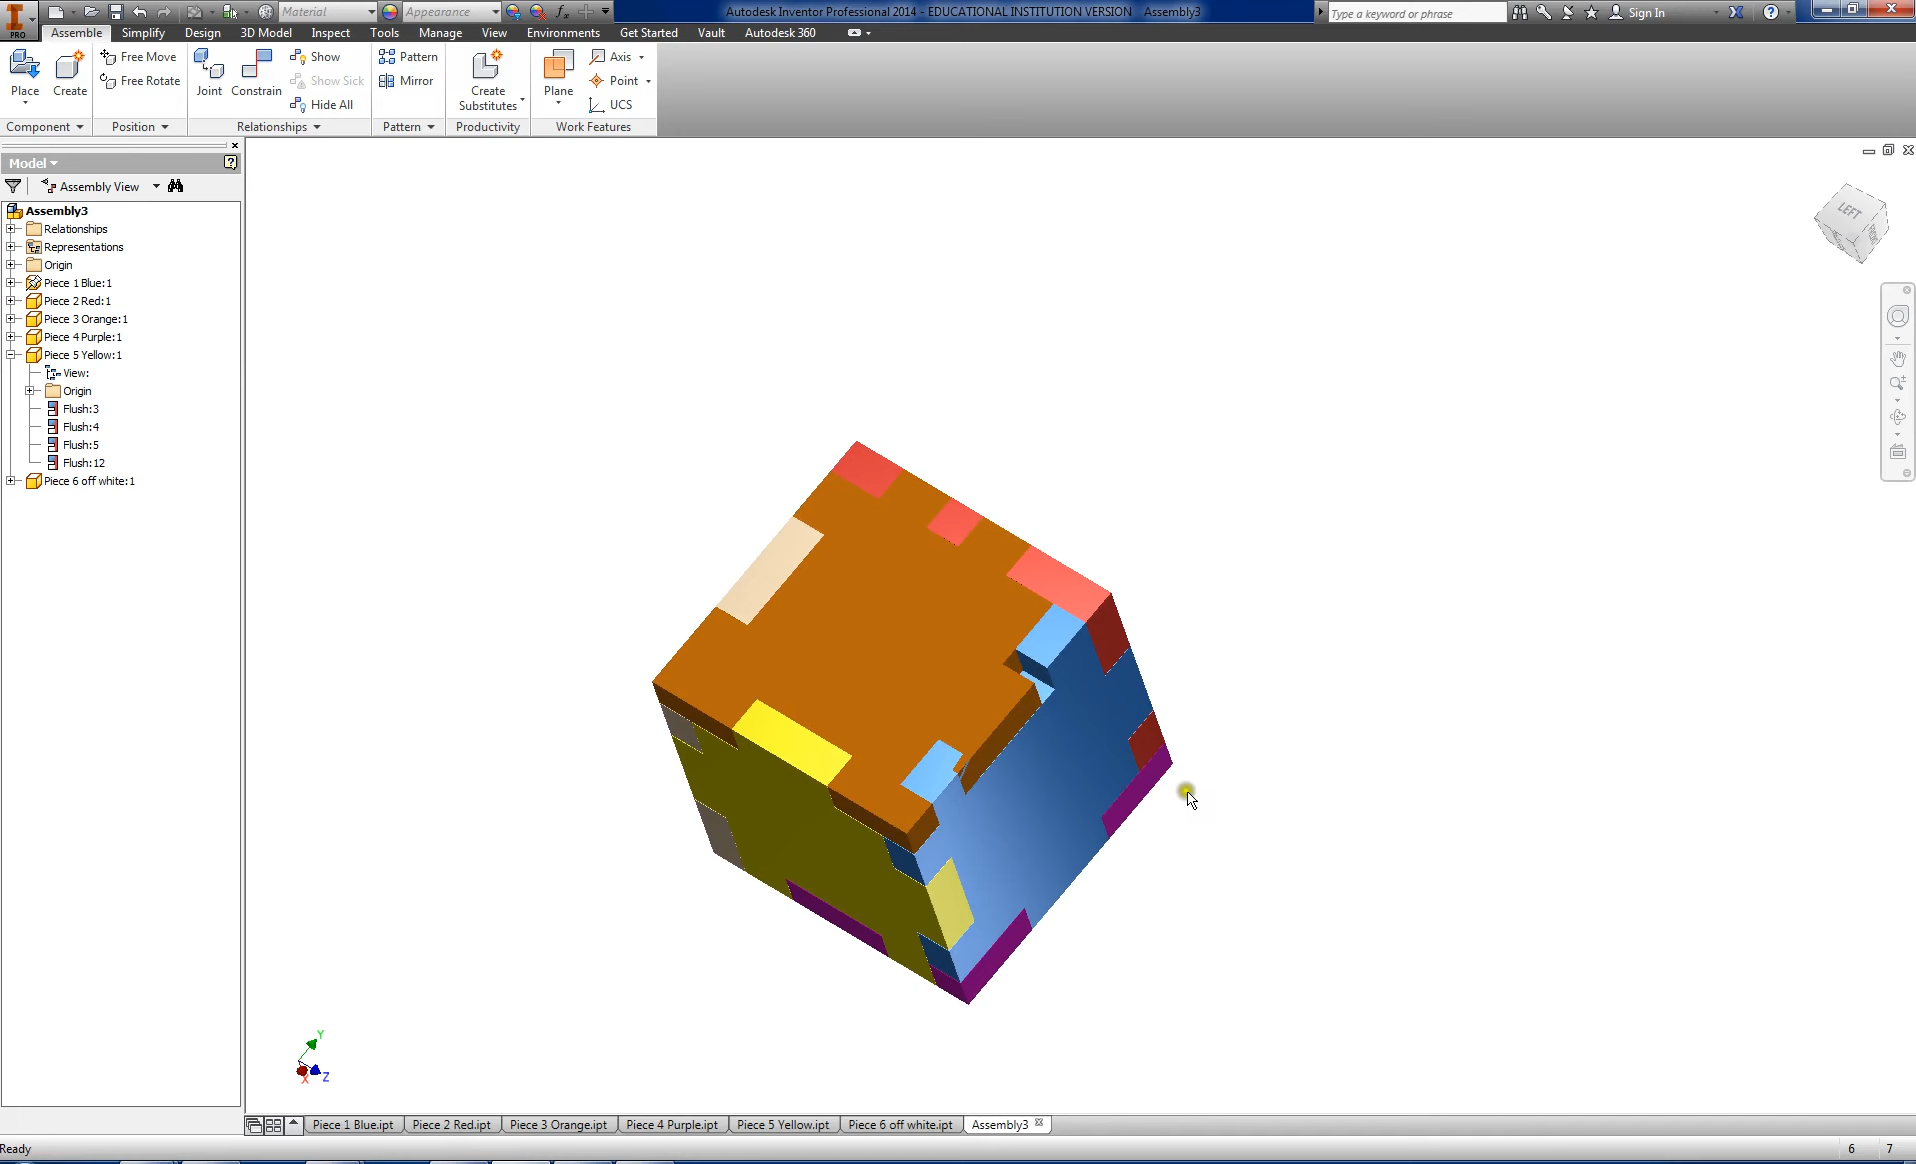 Material
Appearance
Autodesk Inventor Professional 2014 - EDUCATIONAL INSTITUTION VERSION Assembly3
Type a keyword or phrase
Sign In
PRO
Assemble Simplify Design 3D Model Inspect Tools Manage View Environments Get Started Vault Autodesk 360
Place
Create
Free Move
Free Rotate
Joint
Constrain
Show
Show Sick
Hide All
Pattern
Mirror
Create
Substitutes
Plane
Axis
Point
UCS
Component
Position
Relationships
Pattern
Productivity
Work Features
Model
Assembly View
Assembly3
Relationships
Representations
Origin
Piece 1 Blue:1
Piece 2 Red:1
Piece 3 Orange:1
Piece 4 Purple:1
Piece 5 Yellow:1
View:
Origin
Flush:3
Flush:4
Flush:5
Flush:12
Piece 6 off white:1
LEFT
Y
X
Z
Piece 1 Blue.ipt
Piece 2 Red.ipt
Piece 3 Orange.ipt
Piece 4 Purple.ipt
Piece 5 Yellow.ipt
Piece 6 off white.ipt
Assembly3
Ready
6 7